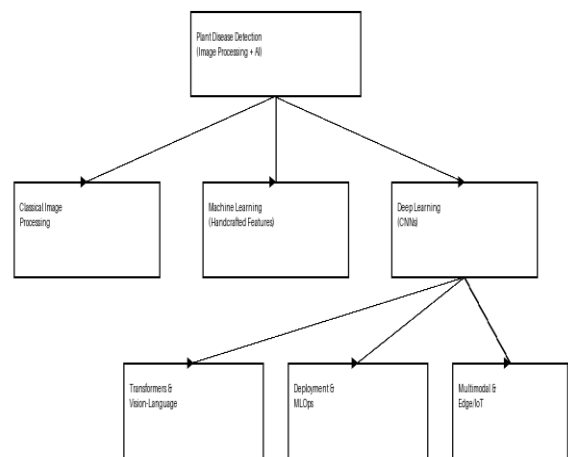 Plant Disease Detection
(Image Processing + AI)
Classical Image
Processing
Machine Learning
(Handcrafted Features)
Deep Learning
(CNNs)
Transformers &
Vision-Language
Deployment &
MLOps
Multimodal &
Edge/IoT